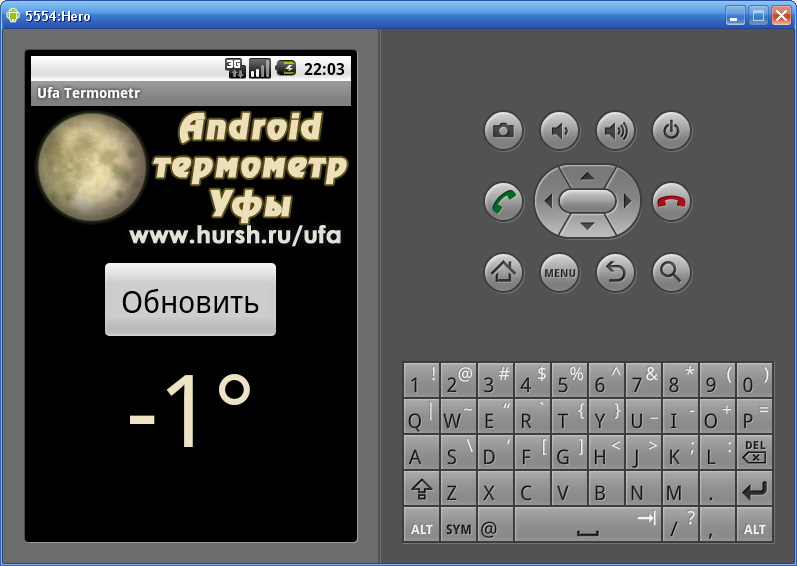 5554:Hero
3G 22:03
Ufa Termometr
Android
термометр
Уфы
www.hursh.ru/ufa
Обновить
-1°
MENU
1 ! 2 @ 3 # 4 $ 5 % 6 ^ 7 & 8 * 9 ( 0 )
Q | W ~ E “ R ` T { Y } U _ I - O + P =
A S \ D ‘ F [ G ] H < J > K ; L : DEL
Z X C V B N M .
ALT SYM @ / ? , ALT